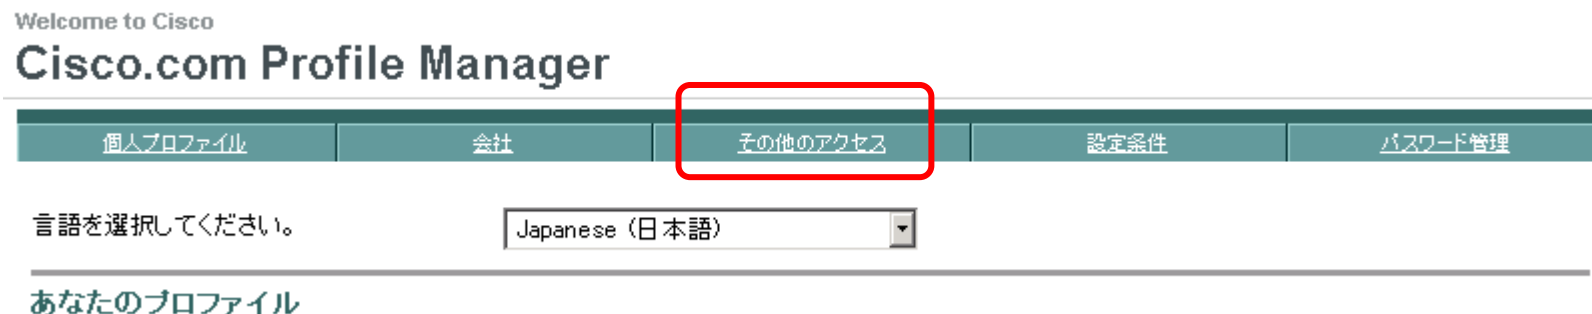 Welcome to Cisco
Cisco.com Profile Manager
個人プロファイル 会社 その他のアクセス 設定条件 パスワード管理
言語を選択してください。 Japanese (日本語)
あなたのプロファイル